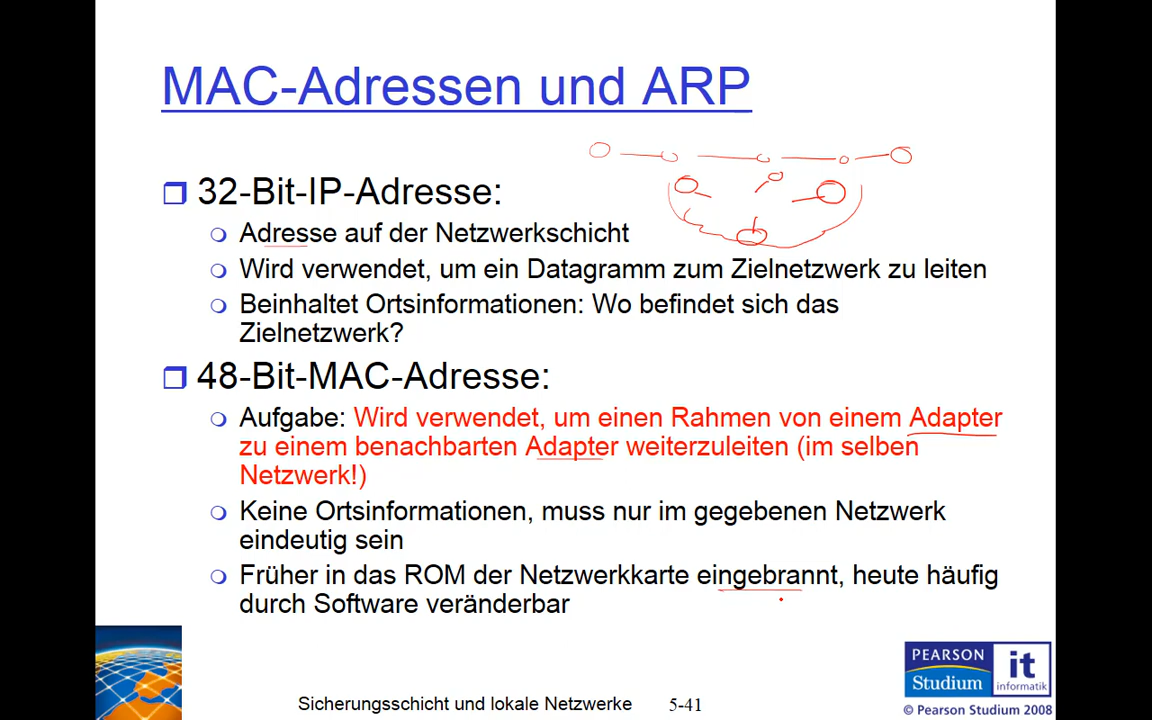 MAC-Adressen und ARP
32-Bit-IP-Adresse:
Adresse auf der Netzwerkschicht
Wird verwendet, um ein Datagramm zum Zielnetzwerk zu leiten
Beinhaltet Ortsinformationen: Wo befindet sich das
Zielnetzwerk?
48-Bit-MAC-Adresse:
Aufgabe: Wird verwendet, um einen Rahmen von einem Adapter
zu einem benachbarten Adapter weiterzuleiten (im selben
Netzwerk!)
Keine Ortsinformationen, muss nur im gegebenen Netzwerk
eindeutig sein
Früher in das ROM der Netzwerkkarte eingebrannt, heute häufig
durch Software veränderbar
PEARSON
Studium
it
informatik
Sicherungsschicht und lokale Netzwerke 5-41
© Pearson Studium 2008